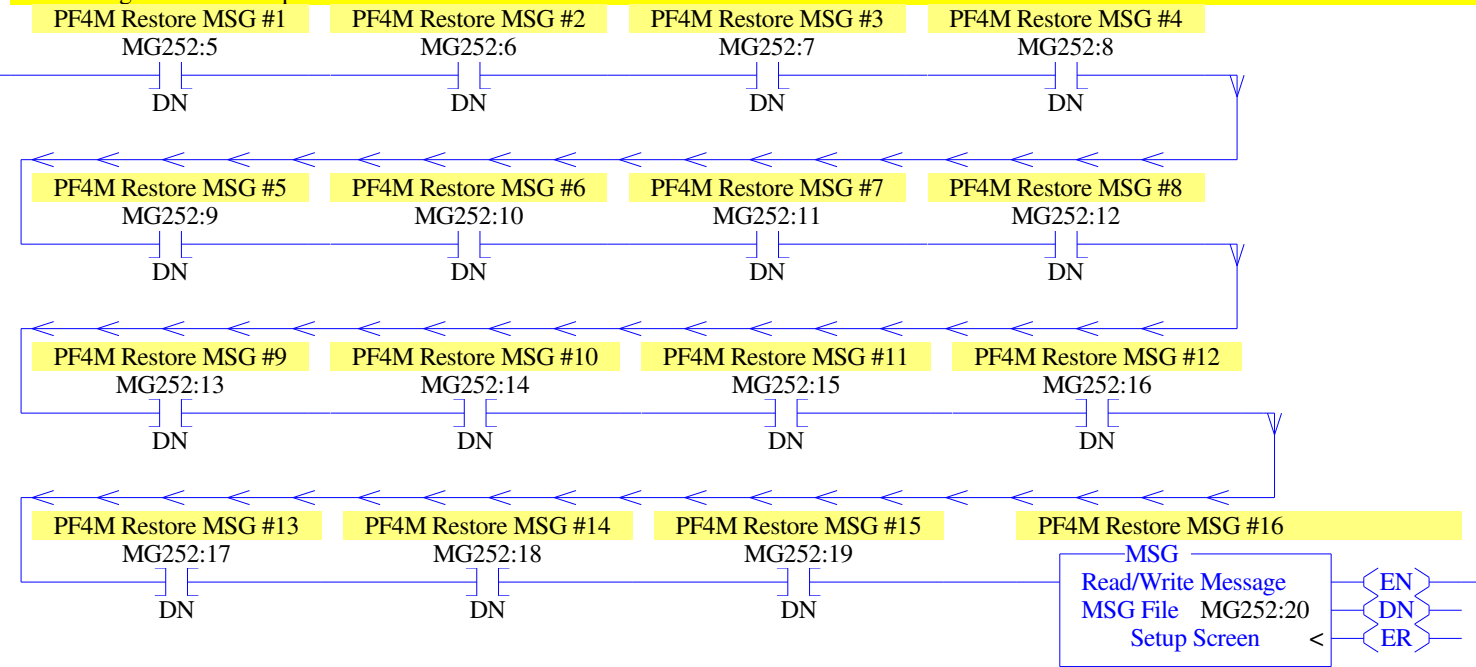 PF4M Restore MSG #1 PF4M Restore MSG #2 PF4M Restore MSG #3 PF4M Restore MSG #4
MG252:5 MG252:6 MG252:7 MG252:8
DN DN DN DN
PF4M Restore MSG #5 PF4M Restore MSG #6 PF4M Restore MSG #7 PF4M Restore MSG #8
MG252:9 MG252:10 MG252:11 MG252:12
DN DN DN DN
PF4M Restore MSG #9 PF4M Restore MSG #10 PF4M Restore MSG #11 PF4M Restore MSG #12
MG252:13 MG252:14 MG252:15 MG252:16
DN DN DN DN
PF4M Restore MSG #13 PF4M Restore MSG #14 PF4M Restore MSG #15 PF4M Restore MSG #16
MG252:17 MG252:18 MG252:19 MSG
Read/Write Message EN
DN DN DN MSG File MG252:20 DN
Setup Screen < ER